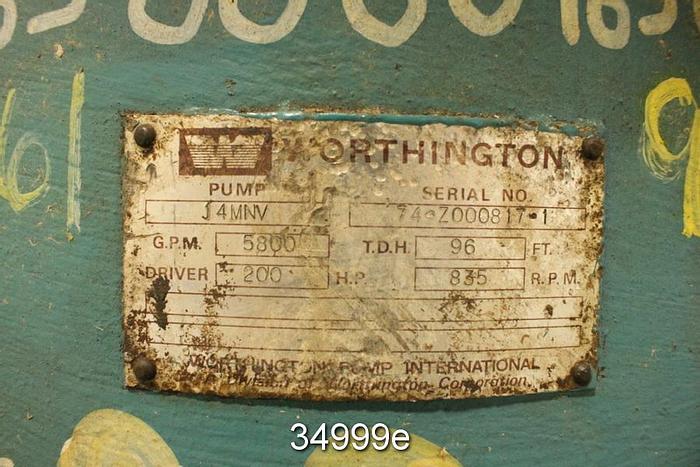 WORTHINGTON
PUMP SERIAL NO.
14MNV 74-Z000817-1
G.P.M. 5800 T.D.H. 96 FT.
DRIVER 200 H.P. 835 R.P.M.
WORTHINGTON PUMP INTERNATIONAL
Division of Worthington Corporation
34999e